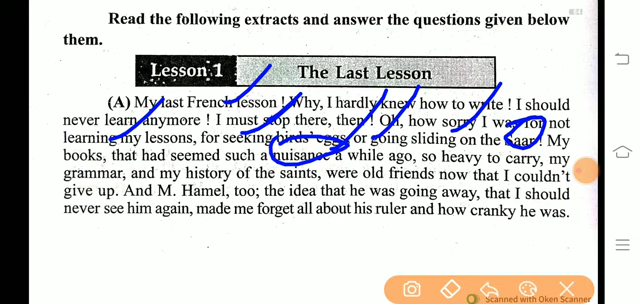 Read the following extracts and answer the questions given below
them.
Lesson 1 The Last Lesson
(A) My last French lesson ! Why, I hardly knew how to write ! I should
never learn anymore ! I must stop there, then ! Oh, how sorry I was for not
learning my lessons, for seeking birds' eggs, or going sliding on the Saar! My
books, that had seemed such a nuisance a while ago, so heavy to carry, my
grammar, and my history of the saints, were old friends now that I couldn't
give up. And M. Hamel, too; the idea that he was going away, that I should
never see him again, made me forget all about his ruler and how cranky he was.
Scanned with Oken Scanner